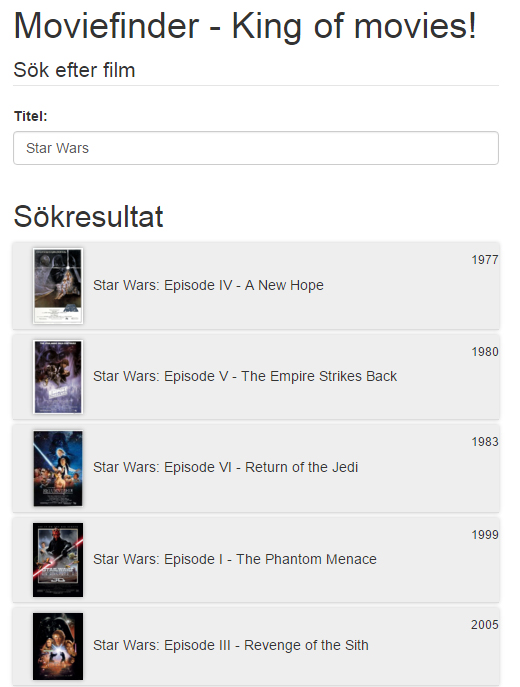 Moviefinder - King of movies!
Sök efter film
Titel:
Star Wars
Sökresultat
1977
Star Wars: Episode IV - A New Hope
1980
Star Wars: Episode V - The Empire Strikes Back
1983
Star Wars: Episode VI - Return of the Jedi
1999
Star Wars: Episode I - The Phantom Menace
2005
Star Wars: Episode III - Revenge of the Sith